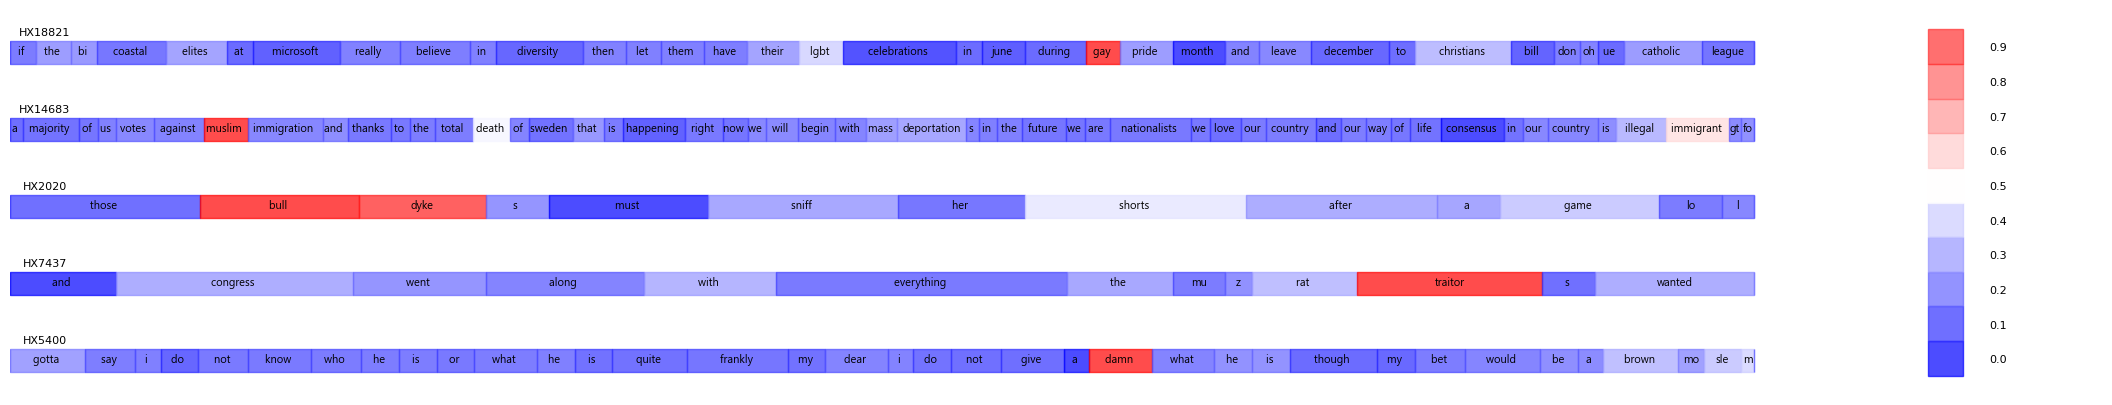 HX18821
if the bi coastal elites at microsoft really believe in diversity then let them have their lgbt celebrations in june during gay pride month and leave december to christians bill don oh ue catholic league
HX14683
a majority of us votes against muslim immigration and thanks to the total death of sweden that is happening right now we will begin with mass deportation s in the future we are nationalists we love our country and our way of life consensus in our country is illegal immigrant gt fo
HX2020
those bull dyke s must sniff her shorts after a game lo l
HX7437
and congress went along with everything the mu z rat traitor s wanted
HX5400
gotta say i do not know who he is or what he is quite frankly my dear i do not give a damn what he is though my bet would be a brown mo sle m
0.9
0.8
0.7
0.6
0.5
0.4
0.3
0.2
0.1
0.0